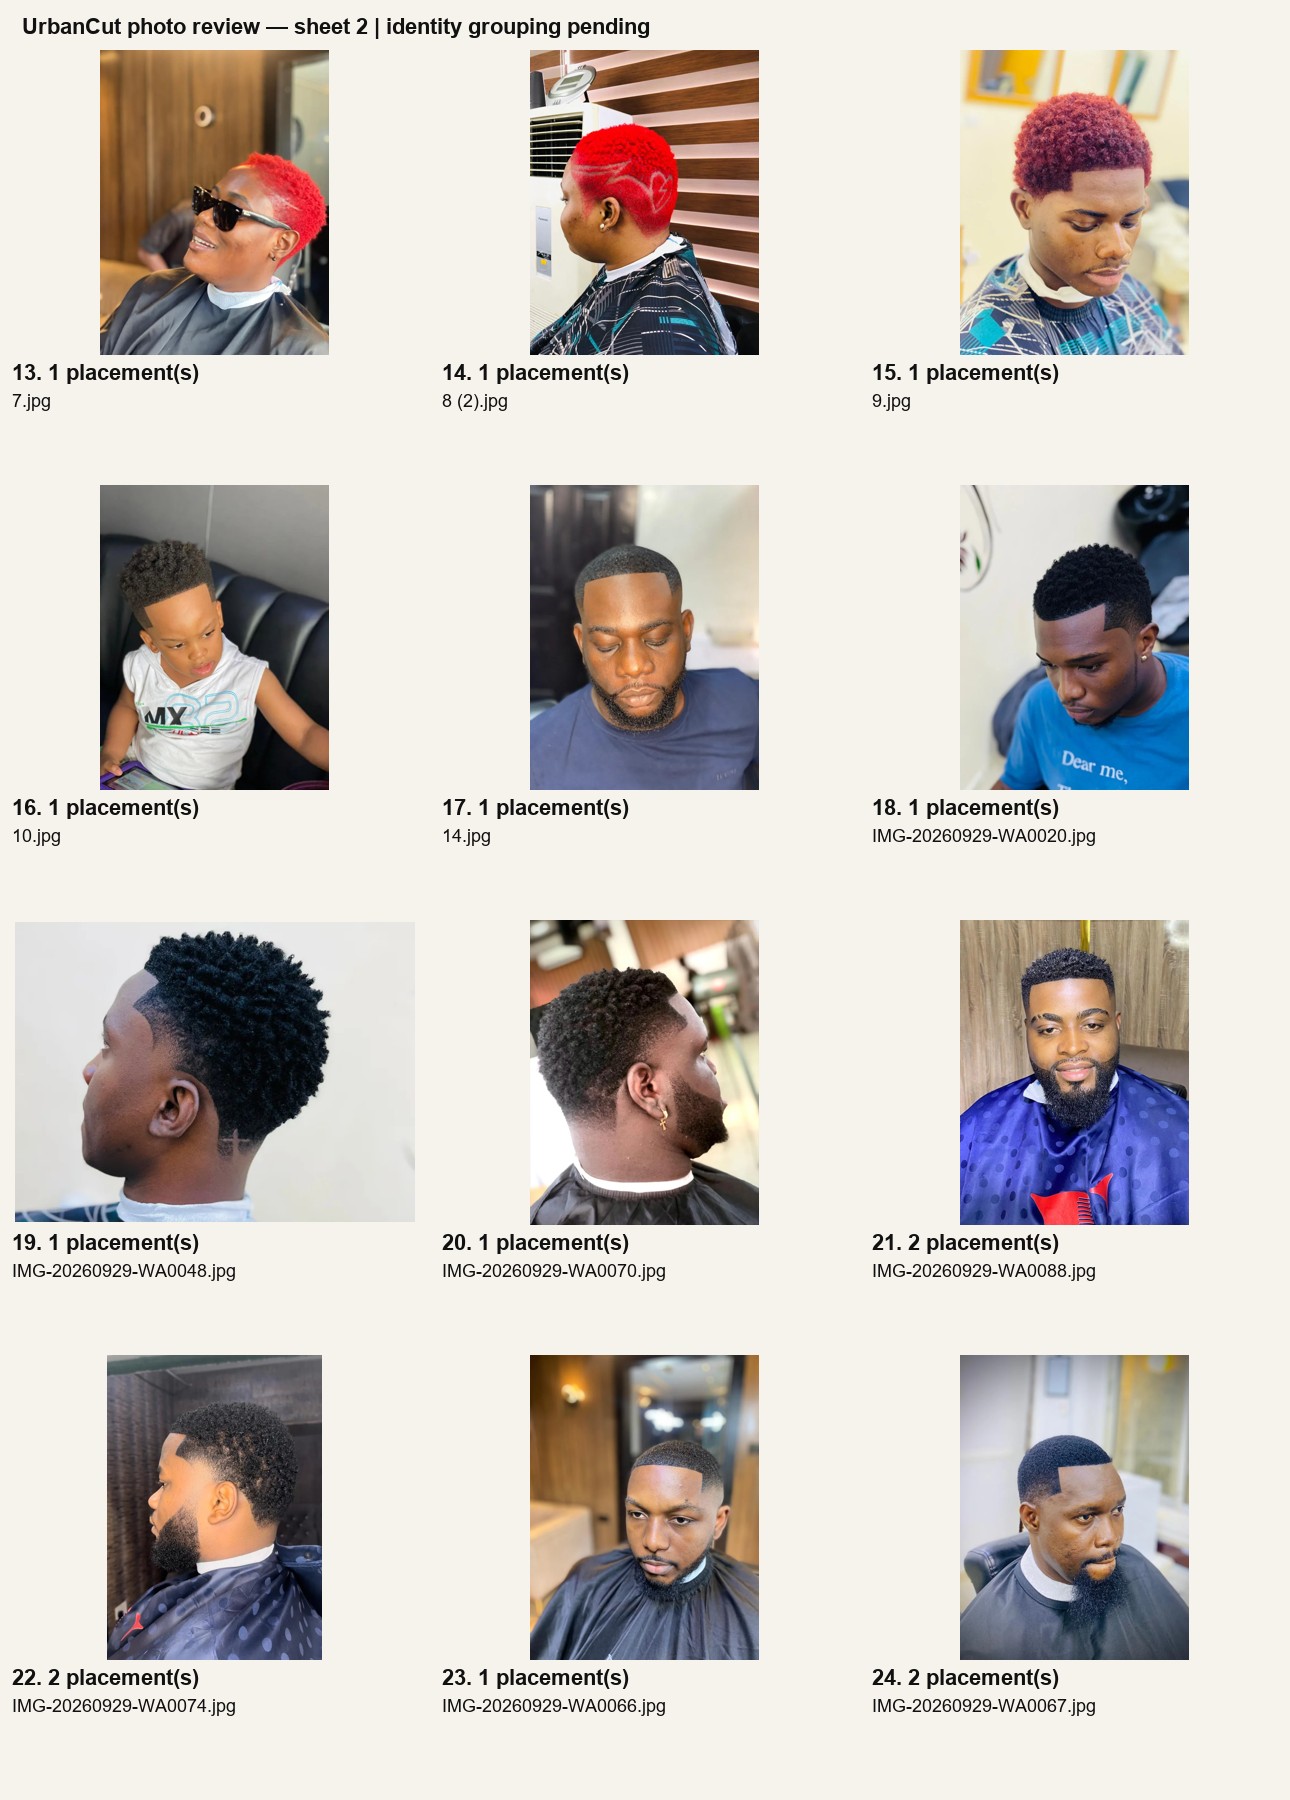 UrbanCut photo review — sheet 2 | identity grouping pending
13. 1 placement(s)
7.jpg
14. 1 placement(s)
8 (2).jpg
15. 1 placement(s)
9.jpg
MX
16. 1 placement(s)
10.jpg
17. 1 placement(s)
14.jpg
Dear me,
18. 1 placement(s)
IMG-20260929-WA0020.jpg
19. 1 placement(s)
IMG-20260929-WA0048.jpg
20. 1 placement(s)
IMG-20260929-WA0070.jpg
21. 2 placement(s)
IMG-20260929-WA0088.jpg
22. 2 placement(s)
IMG-20260929-WA0074.jpg
23. 1 placement(s)
IMG-20260929-WA0066.jpg
24. 2 placement(s)
IMG-20260929-WA0067.jpg